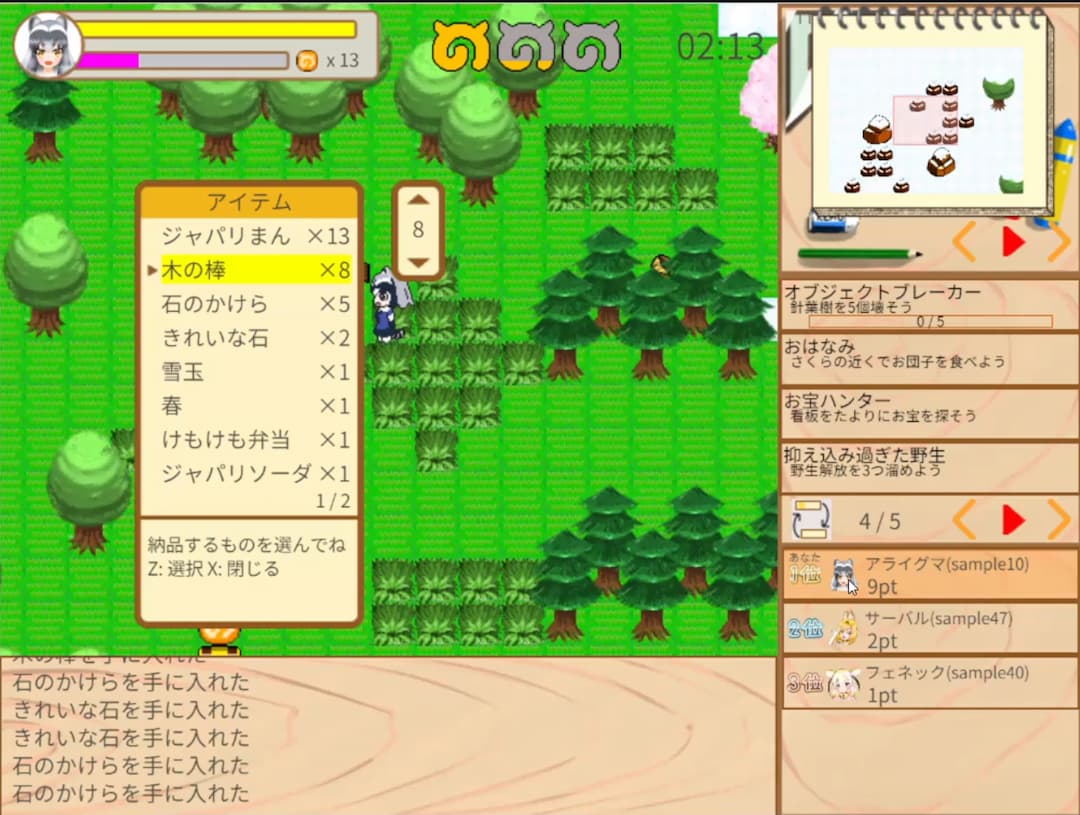 x 13
02:13
アイテム
ジャパリまん ×13
木の棒 ×8
石のかけら ×5
きれいな石 ×2
雪玉 ×1
春 ×1
けもけも弁当 ×1
ジャパリソーダ ×1
1 / 2
納品するものを選んでね
Z: 選択 X: 閉じる
8
木の棒を手に入れた
石のかけらを手に入れた
きれいな石を手に入れた
きれいな石を手に入れた
石のかけらを手に入れた
石のかけらを手に入れた
オブジェクトブレーカー
針葉樹を5個壊そう
0 / 5
おはなみ
さくらの近くでお団子を食べよう
お宝ハンター
看板をたよりにお宝を探そう
抑え込み過ぎた野生
野生解放を3つ溜めよう
4 / 5
あなた
1位
アライグマ(sample10)
9pt
2位
サーバル(sample47)
2pt
3位
フェネック(sample40)
1pt